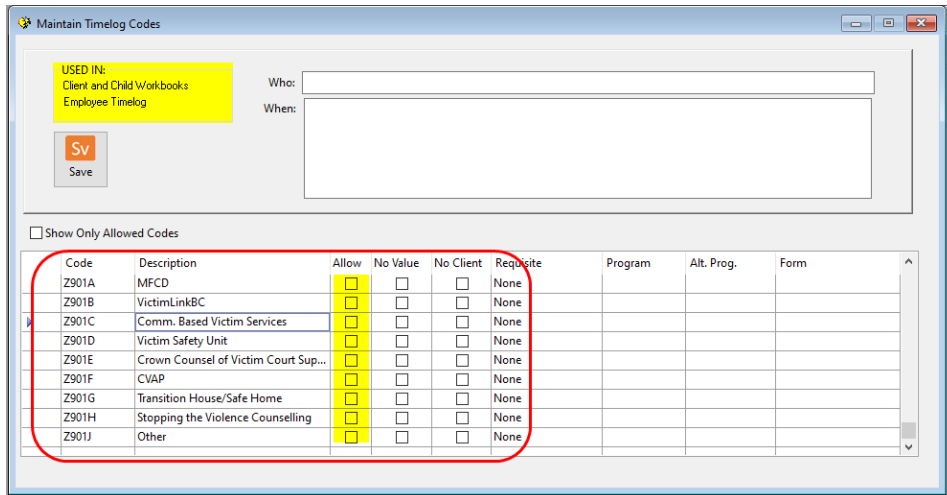 Maintain Timelog Codes
USED IN:
Client and Child Workbooks
Employee Timelog
Who:
When:
Sv
Save
Show Only Allowed Codes
Code Description Allow No Value No Client Requisite Program Alt. Prog. Form
Z901A MFCD None
Z901B VictimLinkBC None
Z901C Comm. Based Victim Services None
Z901D Victim Safety Unit None
Z901E Crown Counsel of Victim Court Sup... None
Z901F CVAP None
Z901G Transition House/Safe Home None
Z901H Stopping the Violence Counselling None
Z901J Other None